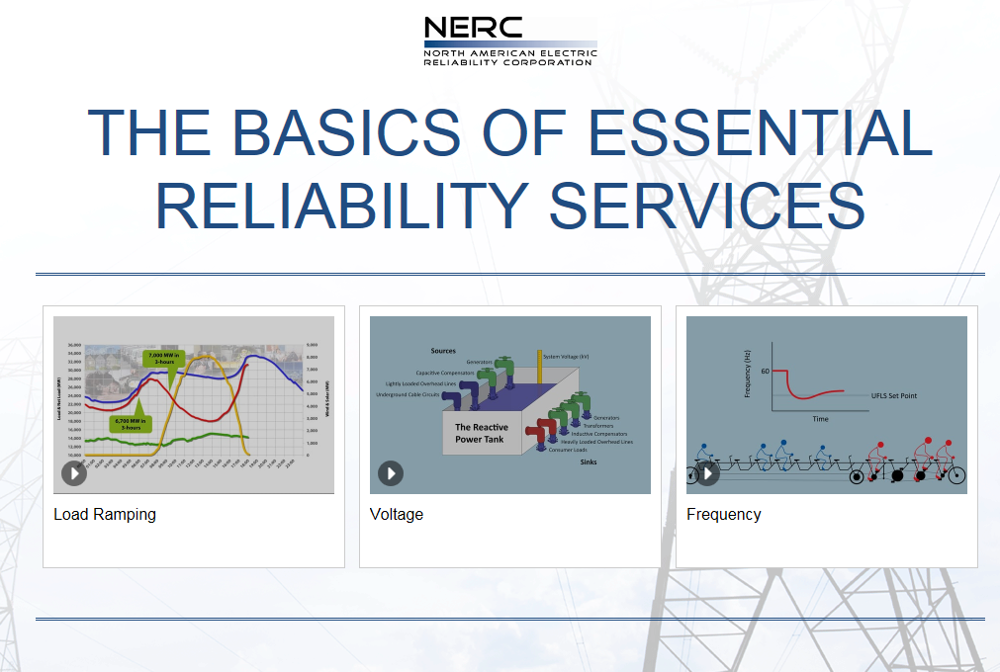 NERC
NORTH AMERICAN ELECTRIC
RELIABILITY CORPORATION
THE BASICS OF ESSENTIAL
RELIABILITY SERVICES
36,000
34,000
32,000
30,000
28,000
26,000
24,000
22,000
20,000
18,000
16,000
14,000
12,000
10,000
Load & Net Load (MW)
7,000 MW in
3-hours
6,700 MW in
3-hours
9,000
8,000
7,000
6,000
5,000
4,000
3,000
2,000
1,000
0
Wind & Solar (MW)
Load Ramping
Sources
System Voltage (kV)
Generators
Capacitive Compensators
Lightly Loaded Overhead Lines
Underground Cable Circuits
The Reactive
Power Tank
Generators
Transformers
Inductive Compensators
Heavily Loaded Overhead Lines
Consumer Loads
Sinks
Voltage
Frequency (Hz)
60
UFLS Set Point
Time
Frequency